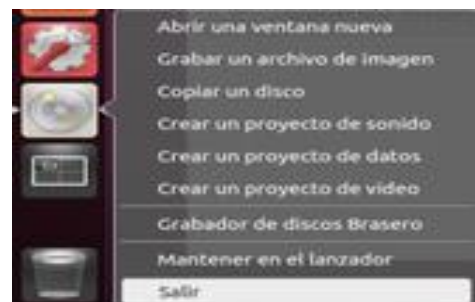 Abrir una ventana nueva
Grabar un archivo de imagen
Copiar un disco
Crear un proyecto de sonido
Crear un proyecto de datos
Crear un proyecto de vídeo
Grabador de discos Brasero
Mantener en el lanzador
Salir